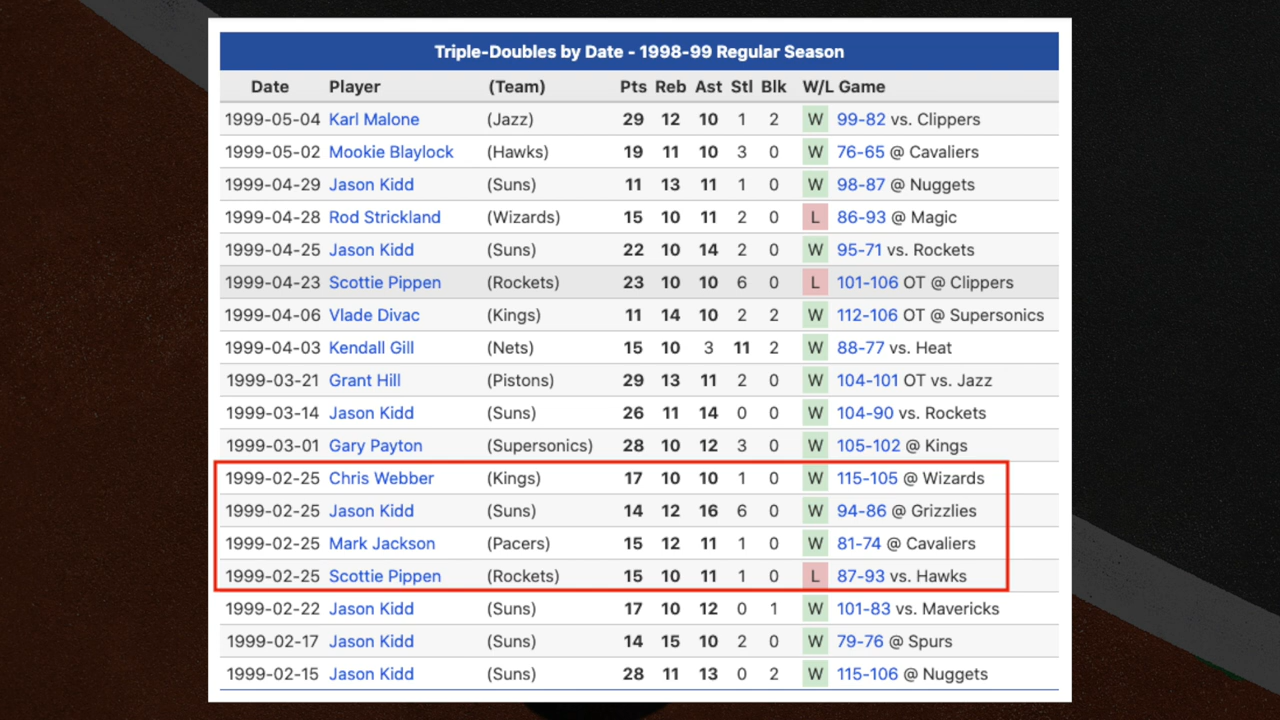 Triple-Doubles by Date - 1998-99 Regular Season
Date Player (Team) Pts Reb Ast Stl Blk W/L Game
1999-05-04 Karl Malone (Jazz) 29 12 10 1 2 W 99-82 vs. Clippers
1999-05-02 Mookie Blaylock (Hawks) 19 11 10 3 0 W 76-65 @ Cavaliers
1999-04-29 Jason Kidd (Suns) 11 13 11 1 0 W 98-87 @ Nuggets
1999-04-28 Rod Strickland (Wizards) 15 10 11 2 0 L 86-93 @ Magic
1999-04-25 Jason Kidd (Suns) 22 10 14 2 0 W 95-71 vs. Rockets
1999-04-23 Scottie Pippen (Rockets) 23 10 10 6 0 L 101-106 OT @ Clippers
1999-04-06 Vlade Divac (Kings) 11 14 10 2 2 W 112-106 OT @ Supersonics
1999-04-03 Kendall Gill (Nets) 15 10 3 11 2 W 88-77 vs. Heat
1999-03-21 Grant Hill (Pistons) 29 13 11 2 0 W 104-101 OT vs. Jazz
1999-03-14 Jason Kidd (Suns) 26 11 14 0 0 W 104-90 vs. Rockets
1999-03-01 Gary Payton (Supersonics) 28 10 12 3 0 W 105-102 @ Kings
1999-02-25 Chris Webber (Kings) 17 10 10 1 0 W 115-105 @ Wizards
1999-02-25 Jason Kidd (Suns) 14 12 16 6 0 W 94-86 @ Grizzlies
1999-02-25 Mark Jackson (Pacers) 15 12 11 1 0 W 81-74 @ Cavaliers
1999-02-25 Scottie Pippen (Rockets) 15 10 11 1 0 L 87-93 vs. Hawks
1999-02-22 Jason Kidd (Suns) 17 10 12 0 1 W 101-83 vs. Mavericks
1999-02-17 Jason Kidd (Suns) 14 15 10 2 0 W 79-76 @ Spurs
1999-02-15 Jason Kidd (Suns) 28 11 13 0 2 W 115-106 @ Nuggets